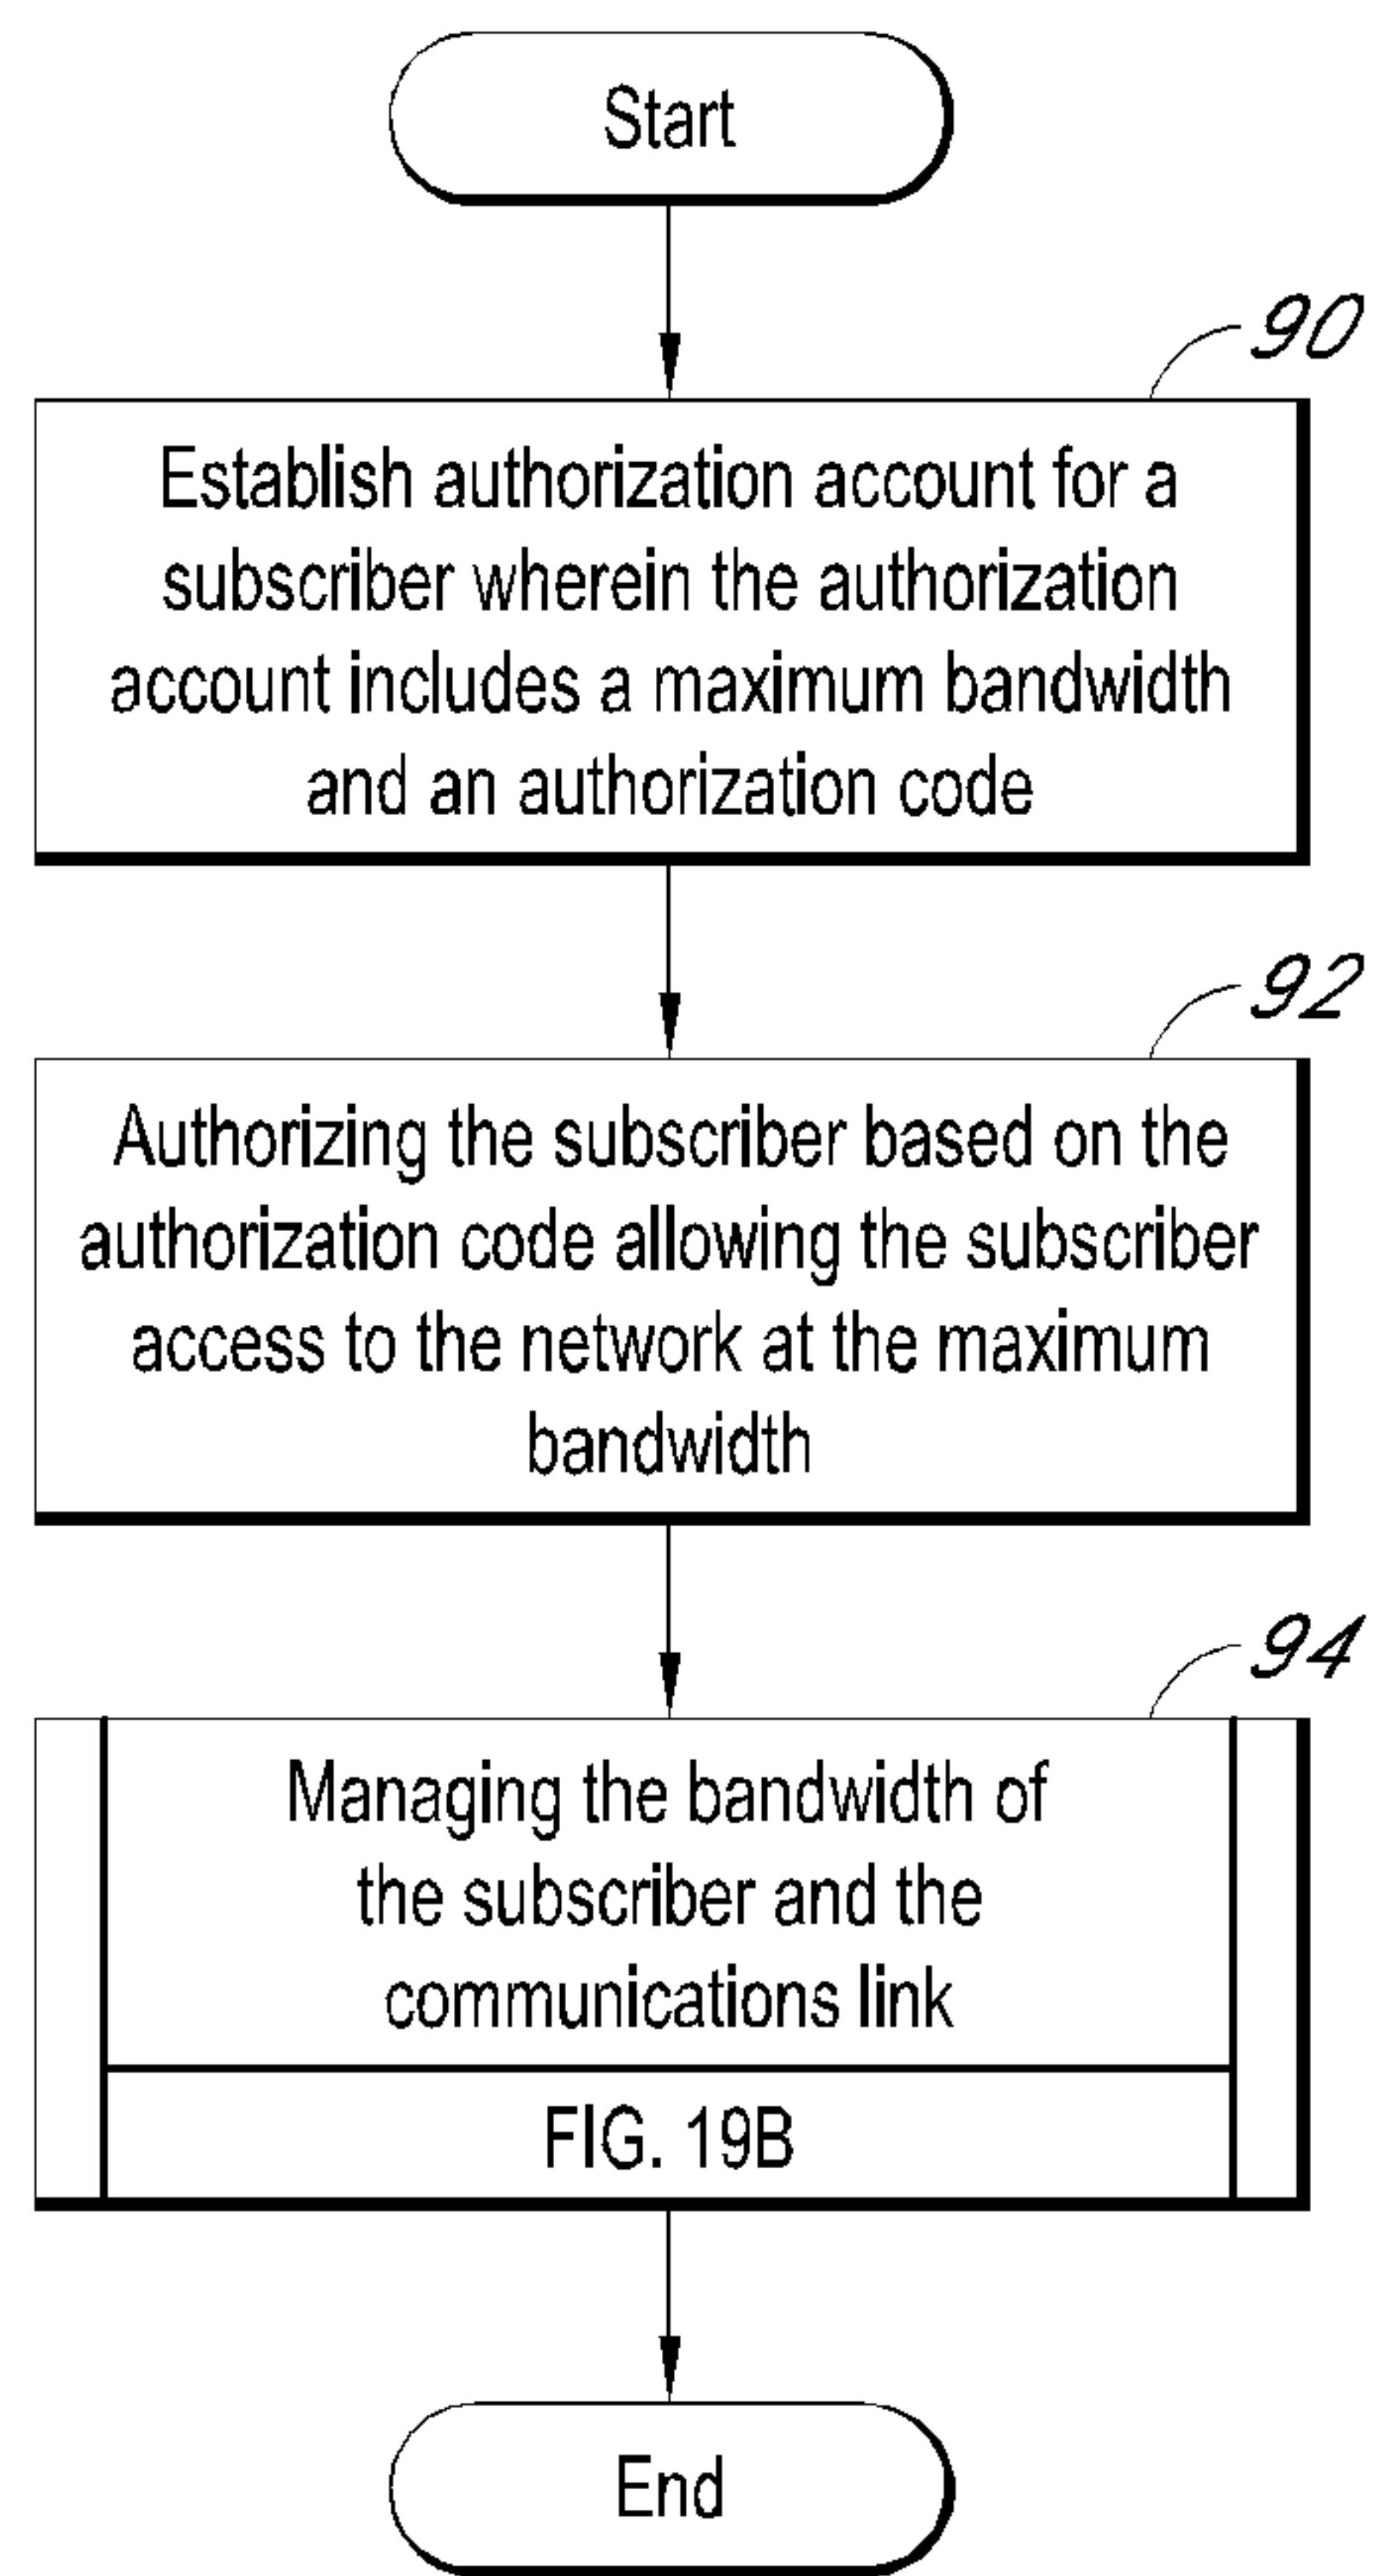 Start
90
Establish authorization account for a
subscriber wherein the authorization
account includes a maximum bandwidth
and an authorization code
92
Authorizing the subscriber based on the
authorization code allowing the subscriber
access to the network at the maximum
bandwidth
94
Managing the bandwidth of
the subscriber and the
communications link
FIG. 19B
End